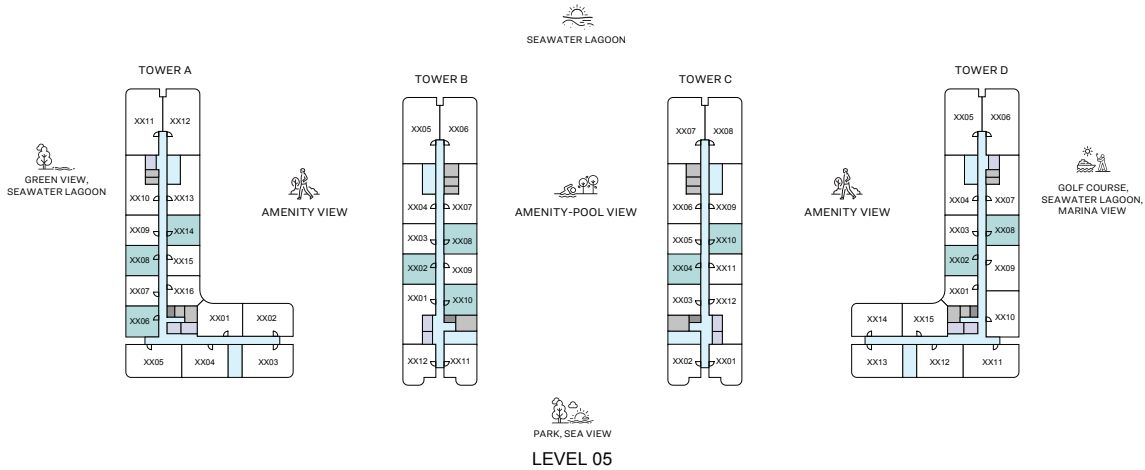 SEAWATER LAGOON
TOWER A
TOWER B
TOWER C
TOWER D
GREEN VIEW,
SEAWATER LAGOON
AMENITY VIEW
AMENITY-POOL VIEW
AMENITY VIEW
GOLF COURSE,
SEAWATER LAGOON,
MARINA VIEW
XX11 XX12
XX10 XX13
XX09 XX14
XX08 XX15
XX07 XX16
XX06 XX01 XX02
XX05 XX04 XX03
XX05 XX06
XX04 XX07
XX03 XX08
XX02 XX09
XX01 XX10
XX12 XX11
XX07 XX08
XX06 XX09
XX05 XX10
XX04 XX11
XX03 XX12
XX02 XX01
XX05 XX06
XX04 XX07
XX03 XX08
XX02 XX09
XX01
XX14 XX15 XX10
XX13 XX12 XX11
PARK, SEA VIEW
LEVEL 05